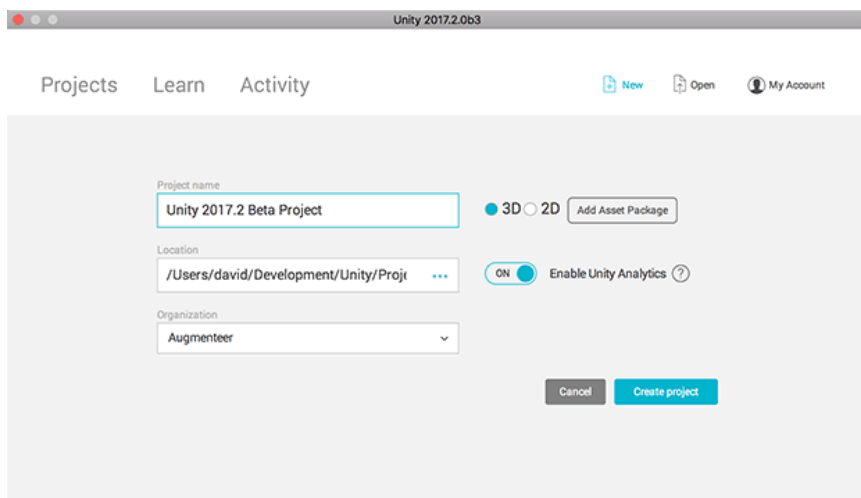 Unity 2017.2.0b3
Projects Learn Activity New Open My Account
Project name
Unity 2017.2 Beta Project 3D 2D Add Asset Package
Location
/Users/david/Development/Unity/Proje ... ON Enable Unity Analytics ?
Organization
Augmenteer
Cancel Create project